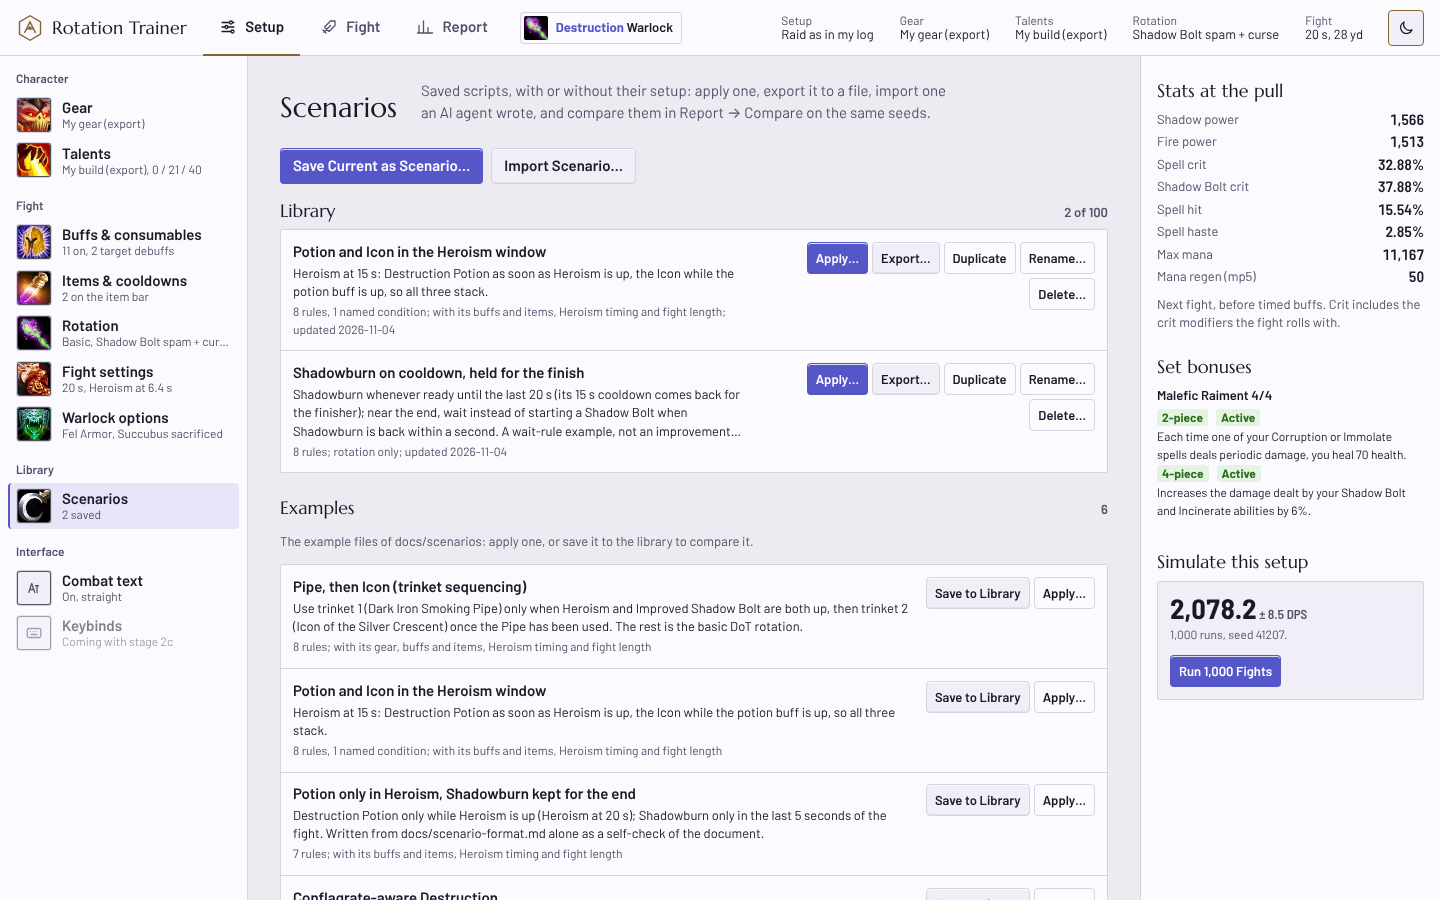 Rotation Trainer
Setup
Fight
Report
Destruction Warlock
Setup
Raid as in my log
Gear
My gear (export)
Talents
My build (export)
Rotation
Shadow Bolt spam + curse
Fight
20 s, 28 yd
Character
Gear
My gear (export)
Talents
My build (export), 0 / 21 / 40
Fight
Buffs & consumables
11 on, 2 target debuffs
Items & cooldowns
2 on the item bar
Rotation
Basic, Shadow Bolt spam + cur…
Fight settings
20 s, Heroism at 6.4 s
Warlock options
Fel Armor, Succubus sacrificed
Library
Scenarios
2 saved
Interface
Combat text
On, straight
Keybinds
Coming with stage 2c
Scenarios
Saved scripts, with or without their setup: apply one, export it to a file, import one
an AI agent wrote, and compare them in Report → Compare on the same seeds.
Save Current as Scenario…
Import Scenario…
Library
2 of 100
Potion and Icon in the Heroism window
Heroism at 15 s: Destruction Potion as soon as Heroism is up, the Icon while the
potion buff is up, so all three stack.
8 rules, 1 named condition; with its buffs and items, Heroism timing and fight length;
updated 2026-11-04
Apply…
Export…
Duplicate
Rename…
Delete…
Shadowburn on cooldown, held for the finish
Shadowburn whenever ready until the last 20 s (its 15 s cooldown comes back for
the finisher); near the end, wait instead of starting a Shadow Bolt when
Shadowburn is back within a second. A wait-rule example, not an improvement…
8 rules; rotation only; updated 2026-11-04
Apply…
Export…
Duplicate
Rename…
Delete…
Examples
6
The example files of docs/scenarios: apply one, or save it to the library to compare it.
Pipe, then Icon (trinket sequencing)
Use trinket 1 (Dark Iron Smoking Pipe) only when Heroism and Improved Shadow Bolt are both up, then trinket 2
(Icon of the Silver Crescent) once the Pipe has been used. The rest is the basic DoT rotation.
8 rules; with its gear, buffs and items, Heroism timing and fight length
Save to Library
Apply…
Potion and Icon in the Heroism window
Heroism at 15 s: Destruction Potion as soon as Heroism is up, the Icon while the potion buff is up, so all three
stack.
8 rules, 1 named condition; with its buffs and items, Heroism timing and fight length
Save to Library
Apply…
Potion only in Heroism, Shadowburn kept for the end
Destruction Potion only while Heroism is up (Heroism at 20 s); Shadowburn only in the last 5 seconds of the
fight. Written from docs/scenario-format.md alone as a self-check of the document.
7 rules; with its buffs and items, Heroism timing and fight length
Save to Library
Apply…
Conflagrate-aware Destruction
Stats at the pull
Shadow power 1,566
Fire power 1,513
Spell crit 32.88%
Shadow Bolt crit 37.88%
Spell hit 15.54%
Spell haste 2.85%
Max mana 11,167
Mana regen (mp5) 50
Next fight, before timed buffs. Crit includes the
crit modifiers the fight rolls with.
Set bonuses
Malefic Raiment 4/4
2-piece Active
Each time one of your Corruption or Immolate
spells deals periodic damage, you heal 70 health.
4-piece Active
Increases the damage dealt by your Shadow Bolt
and Incinerate abilities by 6%.
Simulate this setup
2,078.2 ± 8.5 DPS
1,000 runs, seed 41207.
Run 1,000 Fights